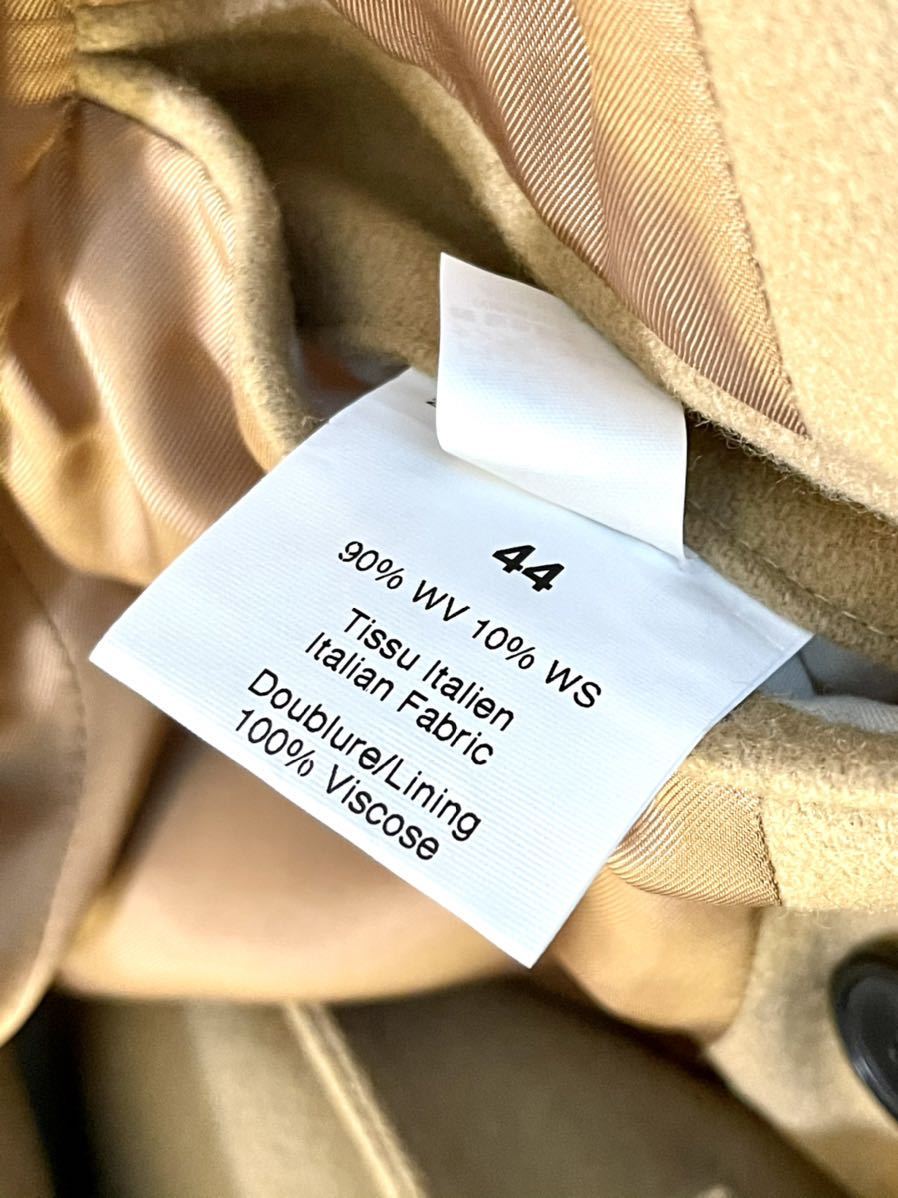 44
90% WV 10% WS
Tissu Italien
Italian Fabric
Doublure/Lining
100% Viscose